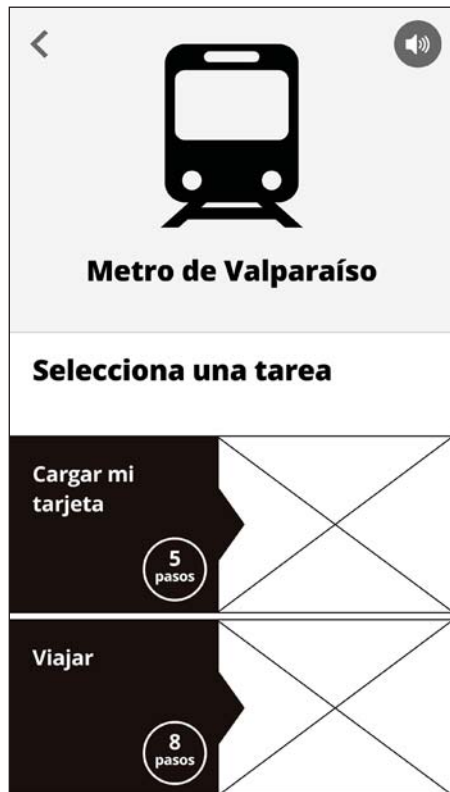 Metro de Valparaíso
Selecciona una tarea
Cargar mi
tarjeta
5
pasos
Viajar
8
pasos